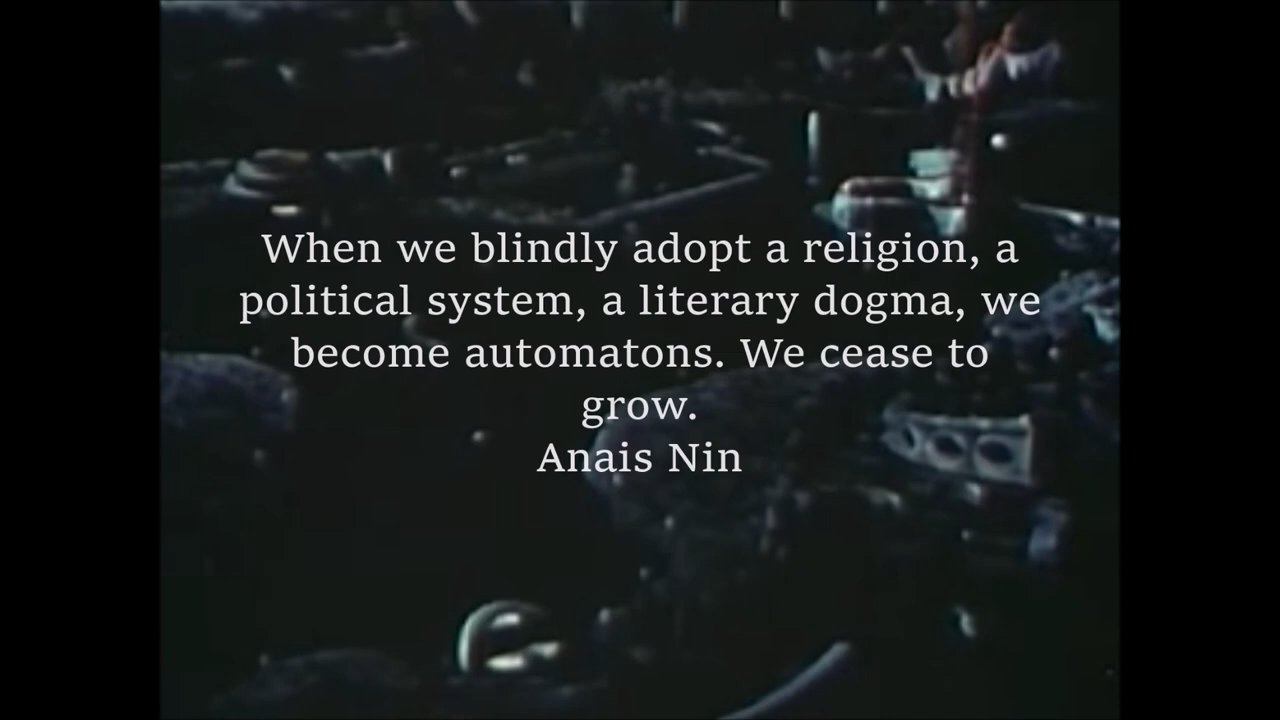 When we blindly adopt a religion, a
political system, a literary dogma, we
become automatons. We cease to
grow.
Anais Nin